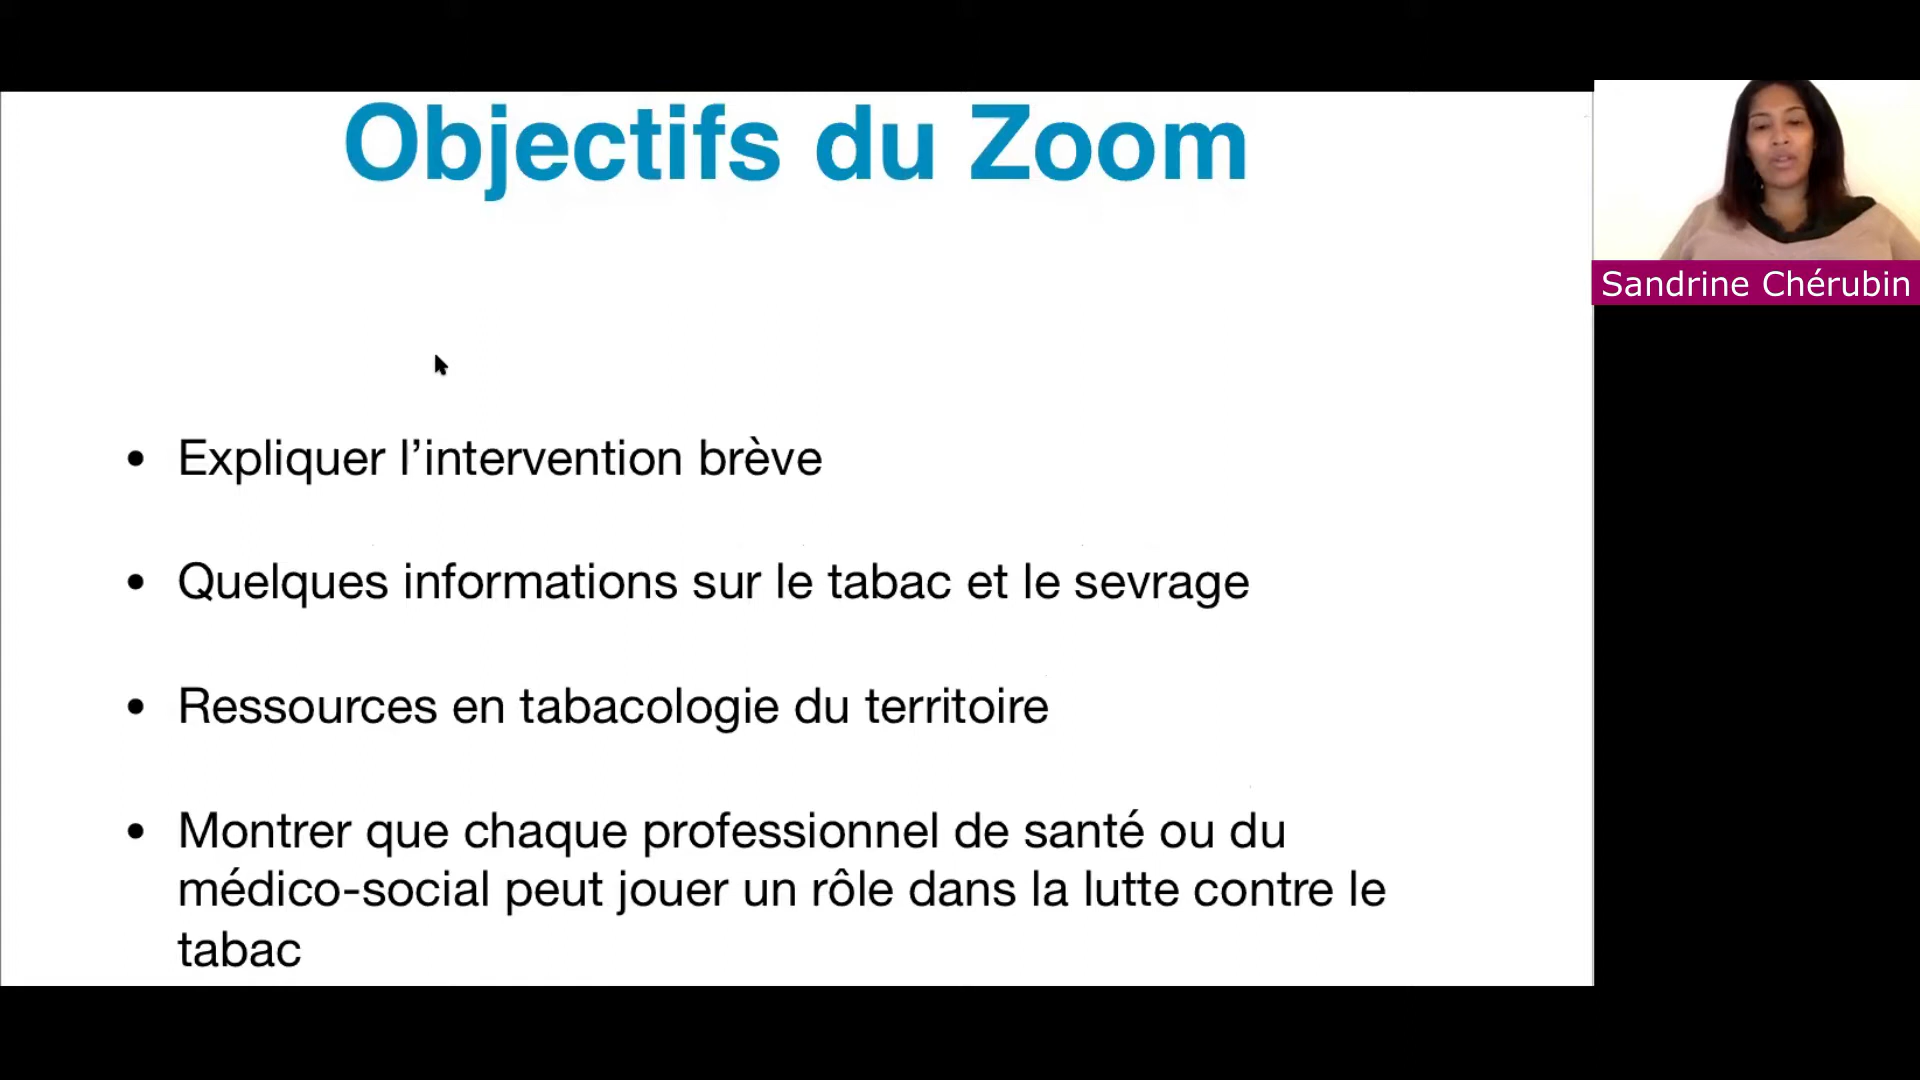 Objectifs du Zoom
Sandrine Chérubin
• Expliquer l’intervention brève
• Quelques informations sur le tabac et le sevrage
• Ressources en tabacologie du territoire
• Montrer que chaque professionnel de santé ou du
médico-social peut jouer un rôle dans la lutte contre le
tabac